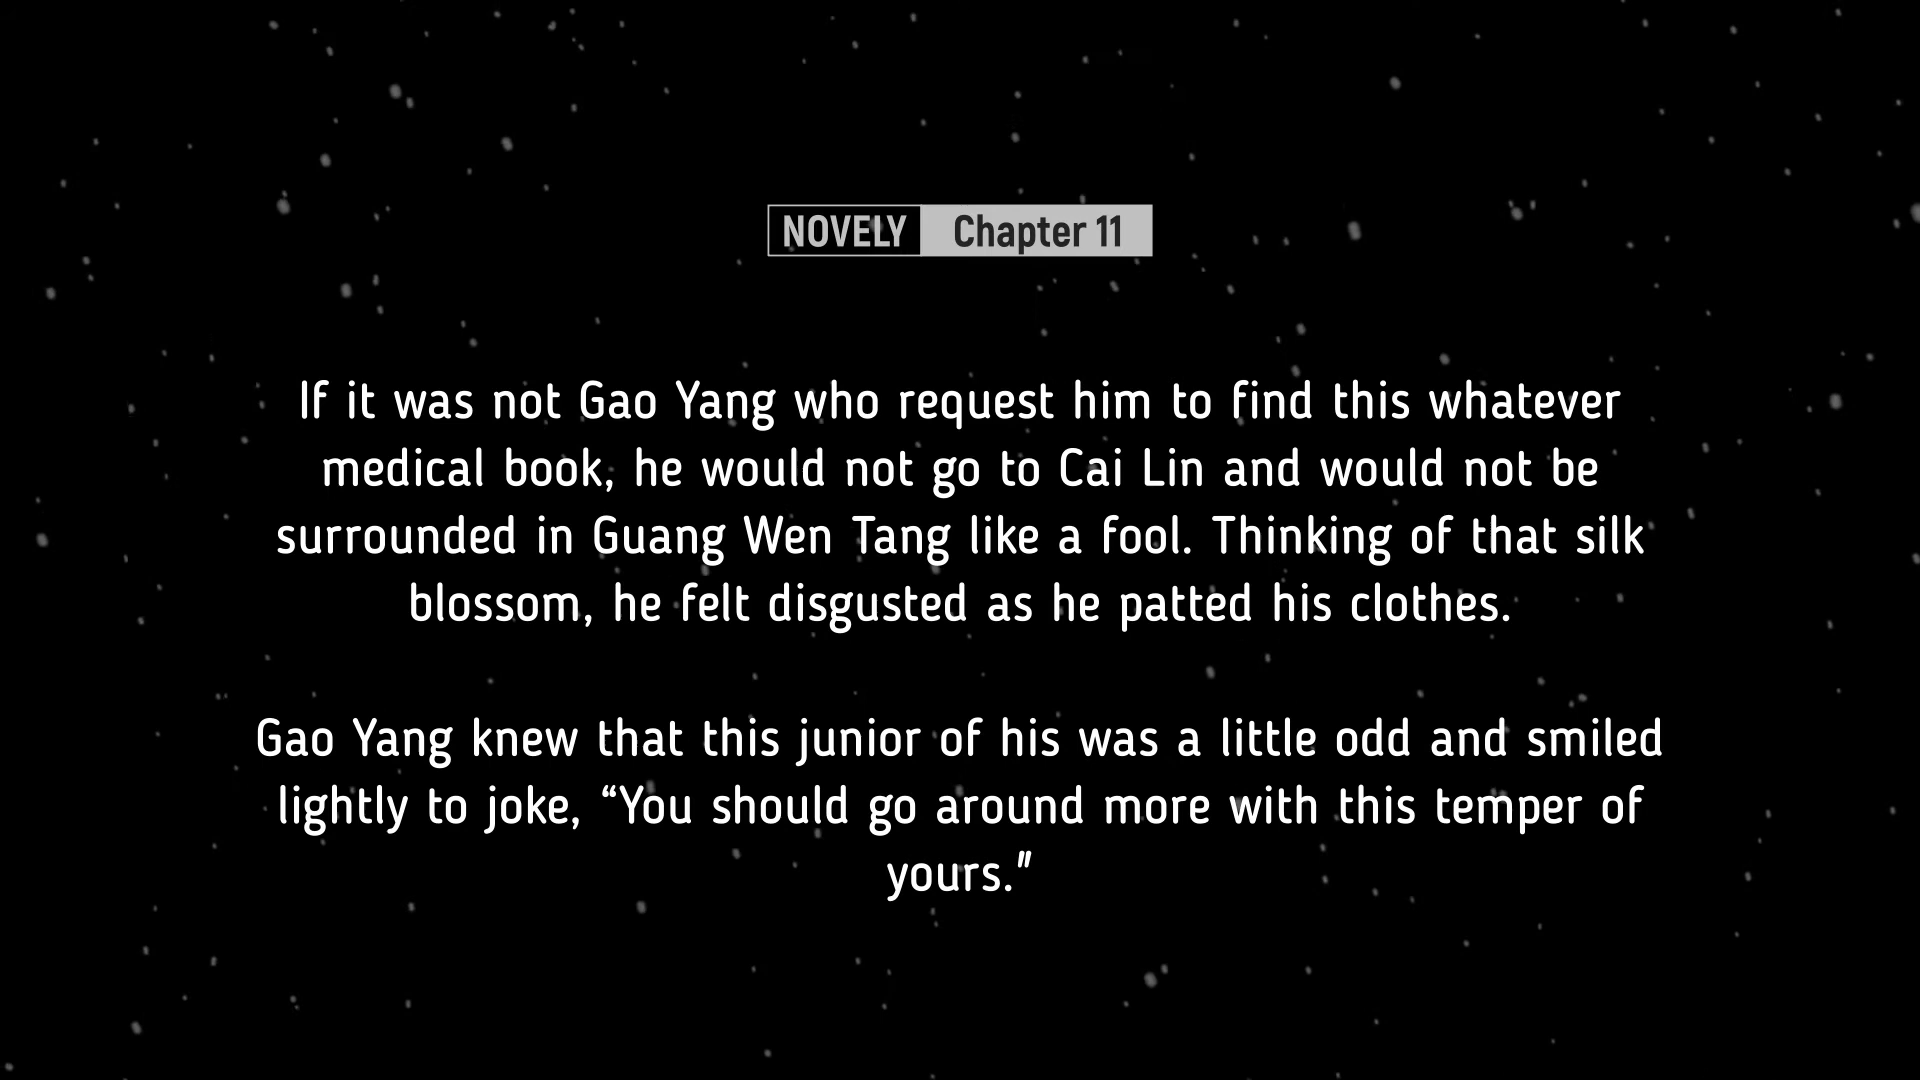 NOVELY Chapter 11
If it was not Gao Yang who request him to find this whatever
medical book, he would not go to Cai Lin and would not be
surrounded in Guang Wen Tang like a fool. Thinking of that silk
blossom, he felt disgusted as he patted his clothes.
Gao Yang knew that this junior of his was a little odd and smiled
lightly to joke, “You should go around more with this temper of
yours."